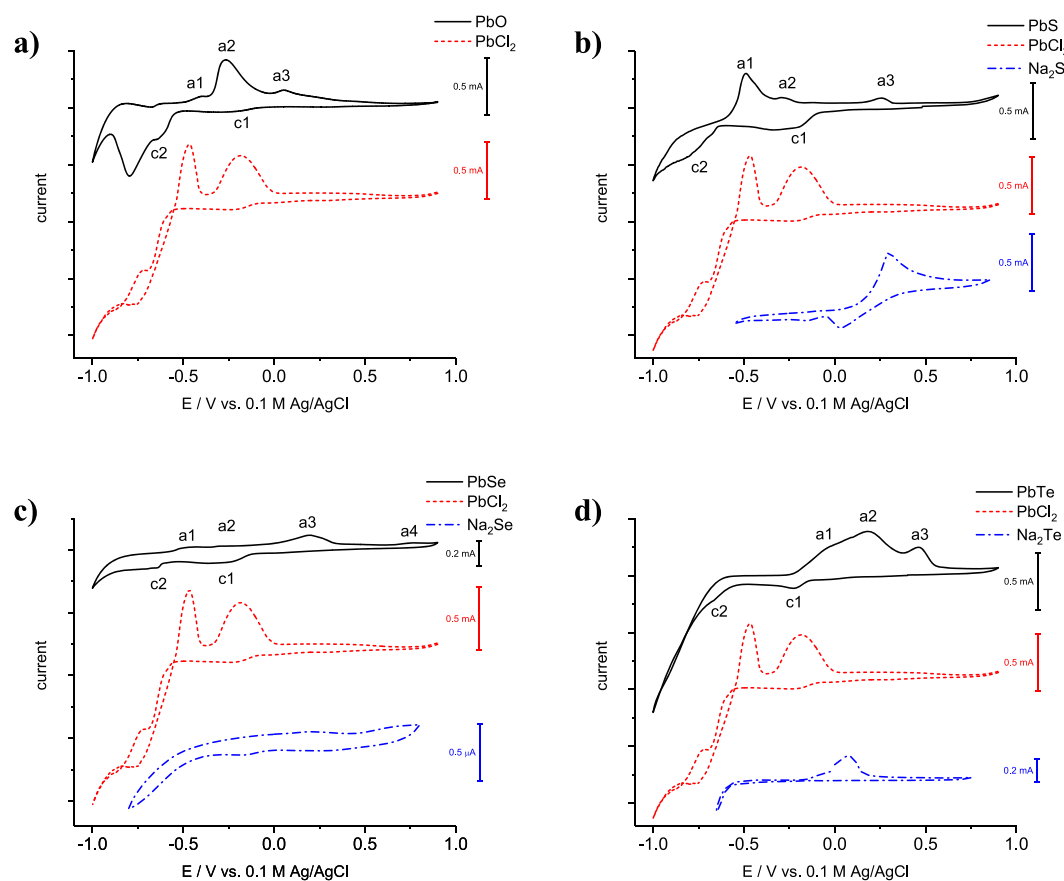 a)
PbO
PbCl2
a1
a2
a3
c1
c2
0.5 mA
0.5 mA
current
-1.0 -0.5 0.0 0.5 1.0
E / V vs. 0.1 M Ag/AgCl
b)
PbS
PbCl2
Na2S
a1
a2
a3
c1
c2
0.5 mA
0.5 mA
0.5 mA
current
-1.0 -0.5 0.0 0.5 1.0
E / V vs. 0.1 M Ag/AgCl
c)
PbSe
PbCl2
Na2Se
a1
a2
a3
a4
c2
c1
0.2 mA
0.5 mA
0.5 µA
current
-1.0 -0.5 0.0 0.5 1.0
E / V vs. 0.1 M Ag/AgCl
d)
PbTe
PbCl2
Na2Te
a1
a2
a3
c2
c1
0.5 mA
0.5 mA
0.2 mA
current
-1.0 -0.5 0.0 0.5 1.0
E / V vs. 0.1 M Ag/AgCl